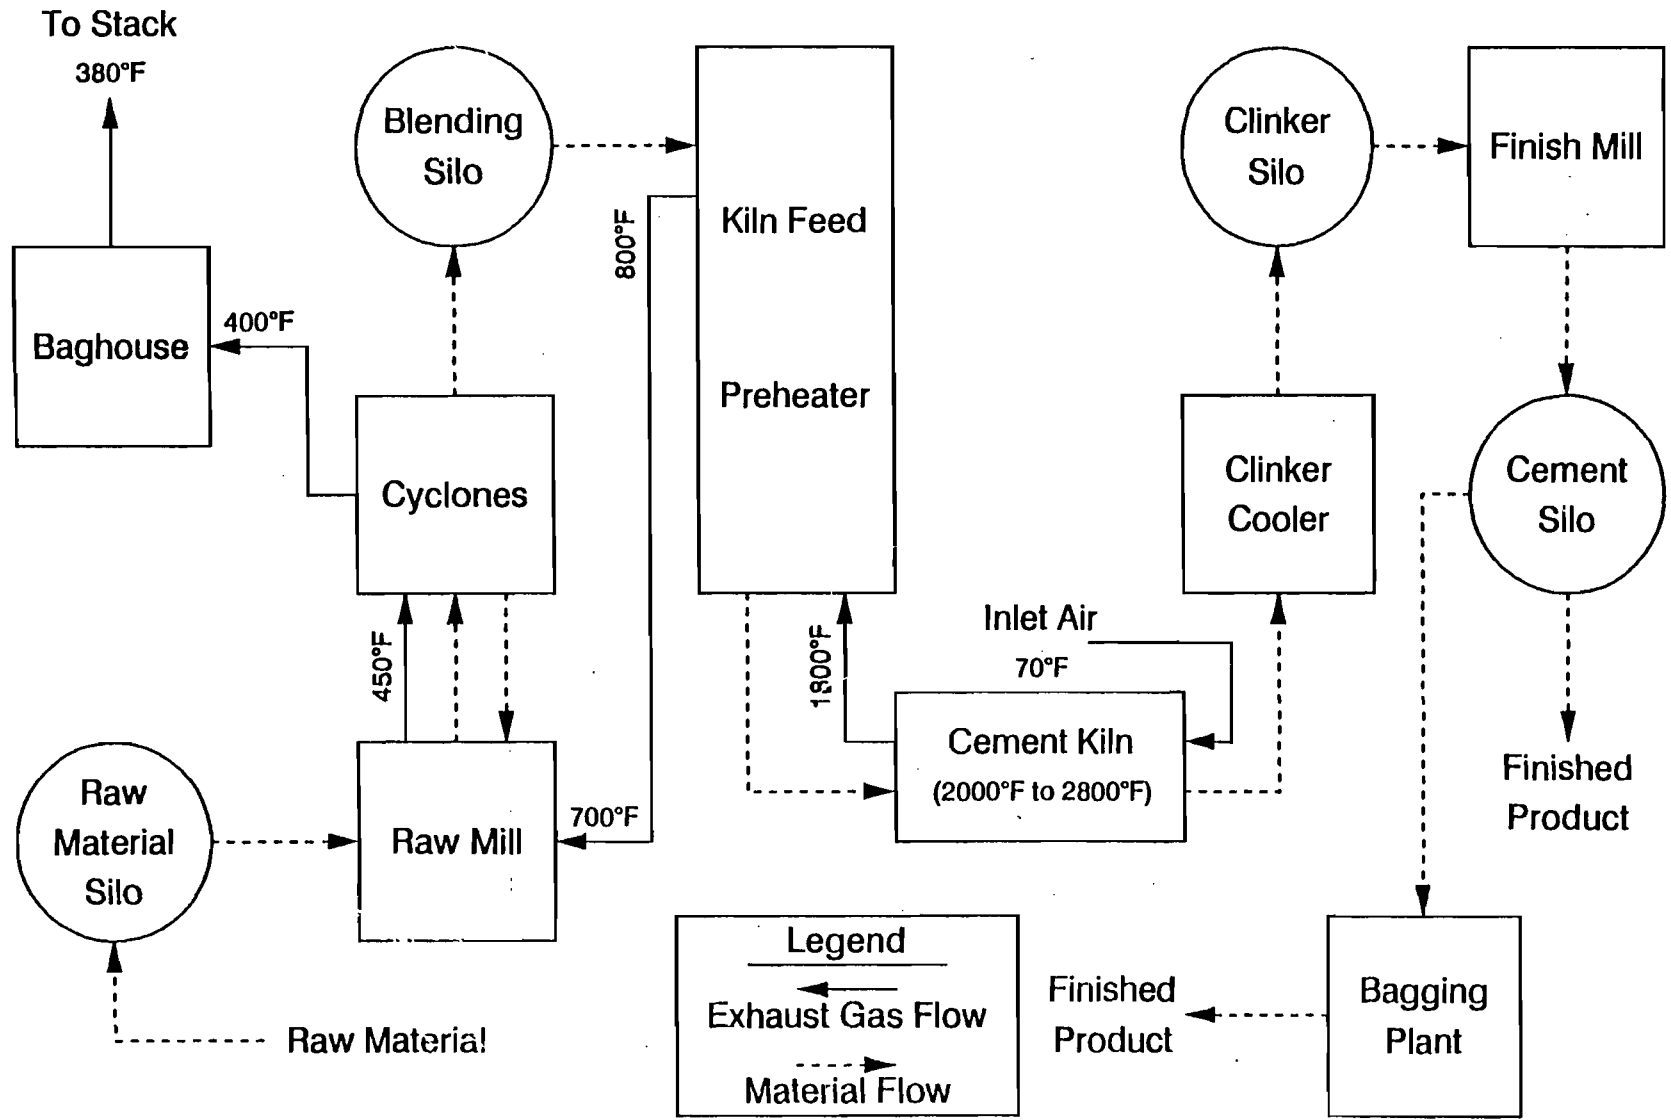 To Stack
380°F
Blending
Silo
Kiln Feed
Preheater
800°F
Clinker
Silo
Finish Mill
Baghouse
400°F
Cyclones
Clinker
Cooler
Cement
Silo
450°F
1800°F
Inlet Air
70°F
Cement Kiln
(2000°F to 2800°F)
Raw
Material
Silo
Raw Mill
700°F
Finished
Product
Legend
Exhaust Gas Flow
Material Flow
Finished
Product
Bagging
Plant
Raw Material